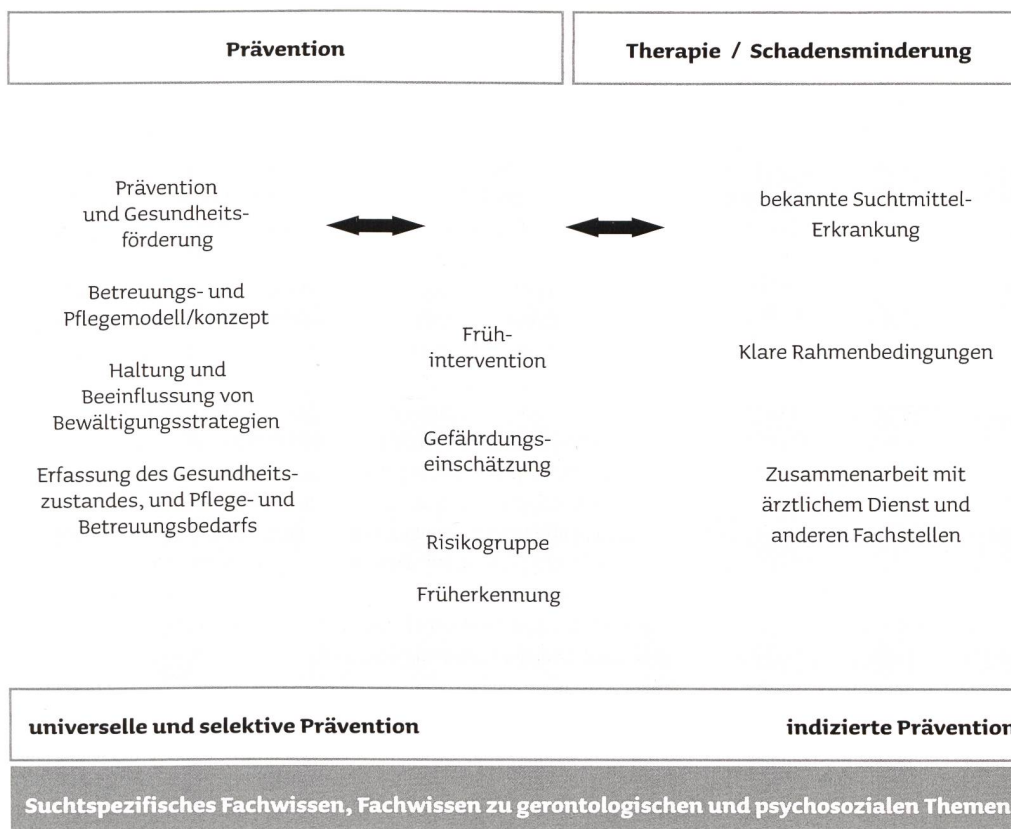 Prävention
Therapie / Schadensminderung
Prävention
und Gesundheits-
förderung
Betreuungs- und
Pflegemodell/konzept
Haltung und
Beeinflussung von
Bewältigungsstrategien
Erfassung des Gesundheits-
zustandes, und Pflege- und
Betreuungsbedarfs
Früh-
intervention
Gefährdungs-
einschätzung
Risikogruppe
Früherkennung
bekannte Suchtmittel-
Erkrankung
Klare Rahmenbedingungen
Zusammenarbeit mit
ärztlichem Dienst und
anderen Fachstellen
universelle und selektive Prävention
indizierte Prävention
Suchtspezifisches Fachwissen, Fachwissen zu gerontologischen und psychosozialen Themen